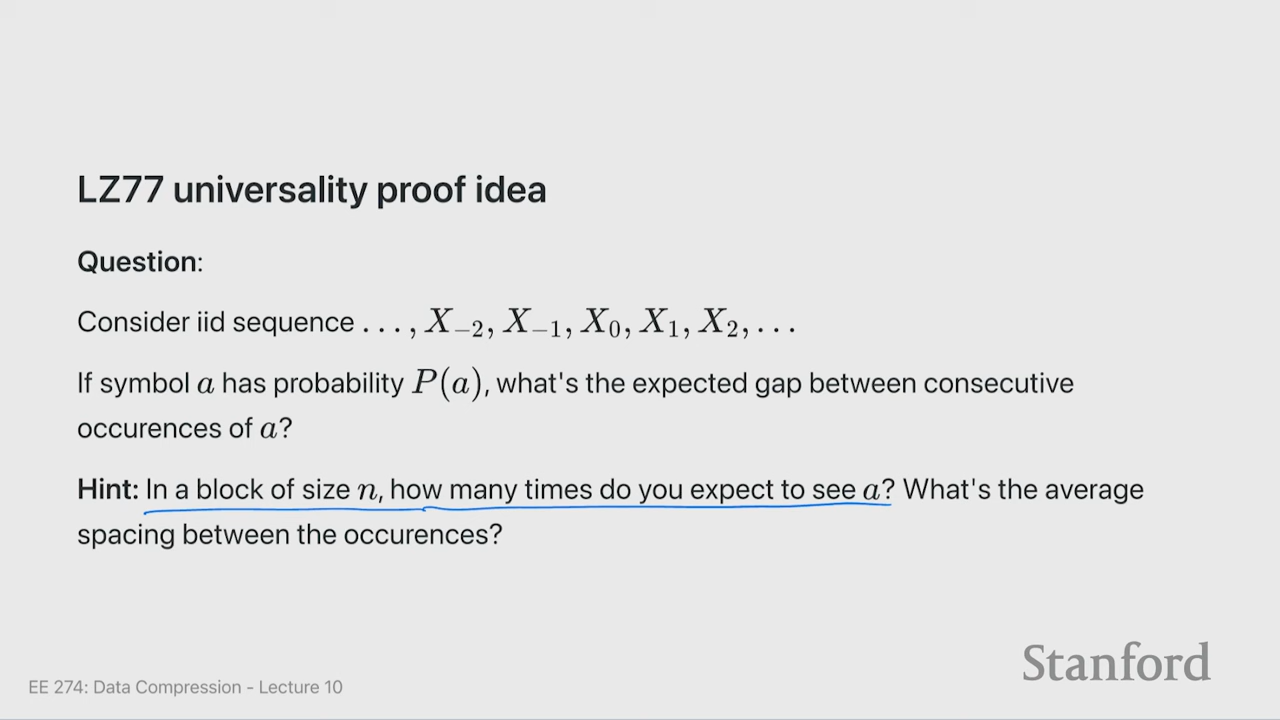 LZ77 universality proof idea
Question:
Consider iid sequence . . . , X₋₂, X₋₁, X₀, X₁, X₂, . . .
If symbol a has probability P(a), what's the expected gap between consecutive
occurences of a?
Hint: In a block of size n, how many times do you expect to see a? What's the average
spacing between the occurences?
Stanford
EE 274: Data Compression - Lecture 10